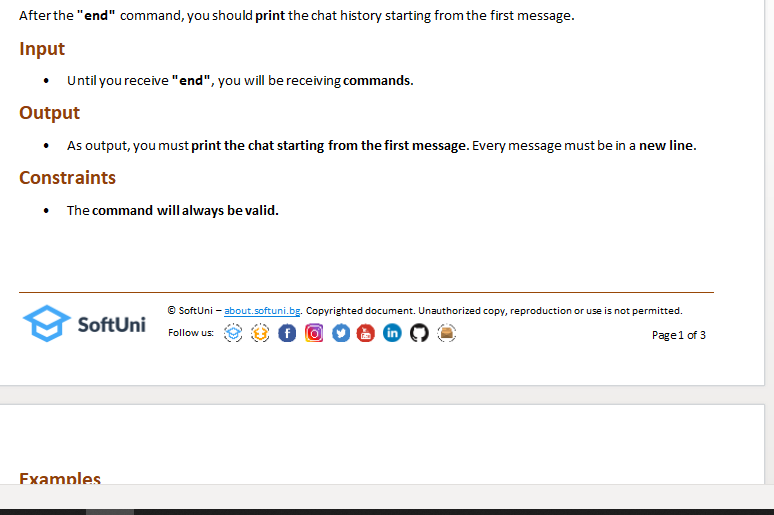 After the "end" command, you should print the chat history starting from the first message.
Input
• Until you receive "end", you will be receiving commands.
Output
• As output, you must print the chat starting from the first message. Every message must be in a new line.
Constraints
• The command will always be valid.
SoftUni
© SoftUni – about.softuni.bg. Copyrighted document. Unauthorized copy, reproduction or use is not permitted.
Follow us:
Page 1 of 3
Examples